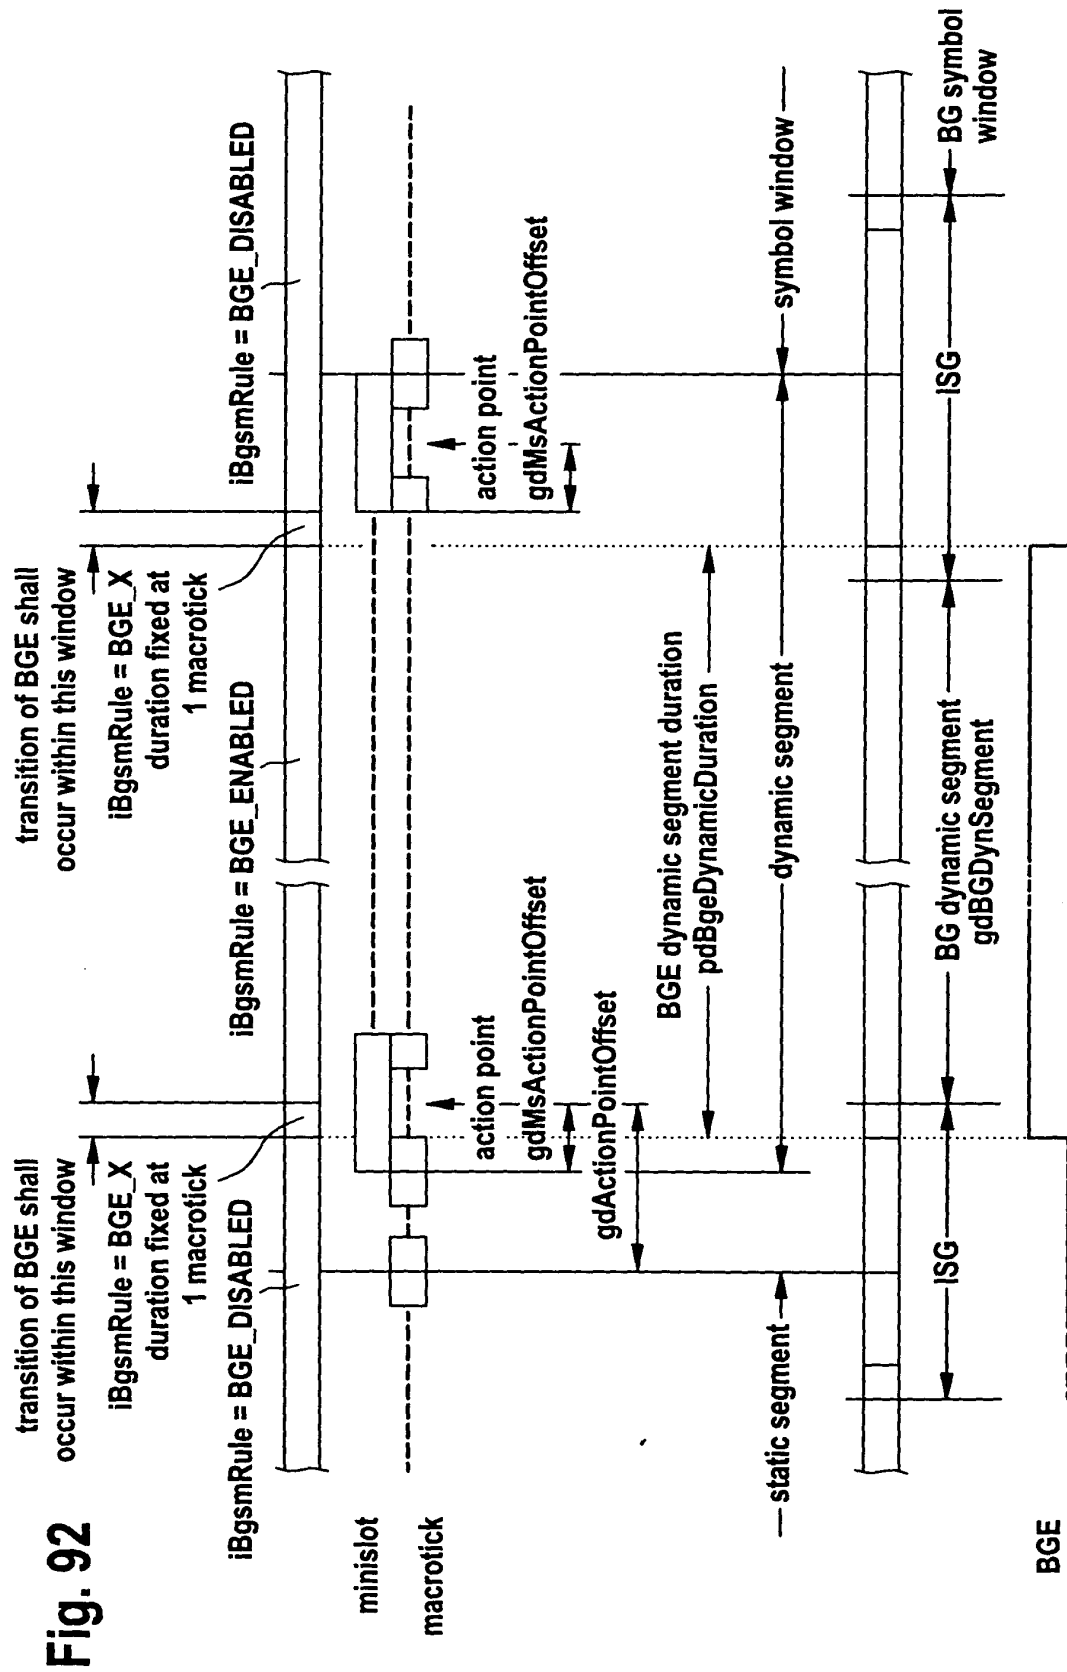 Fig. 92
transition of BGE shall
occur within this window
iBgsmRule = BGE_X
duration fixed at
1 macrotick
transition of BGE shall
occur within this window
iBgsmRule = BGE_X
duration fixed at
1 macrotick
iBgsmRule = BGE_DISABLED
iBgsmRule = BGE_ENABLED
iBgsmRule = BGE_DISABLED
minislot
macrotick
action point
gdMsActionPointOffset
gdActionPointOffset
action point
gdMsActionPointOffset
BGE dynamic segment duration
pdBgeDynamicDuration
static segment
dynamic segment
symbol window
ISG
BG dynamic segment
gdBGDynSegment
ISG
BG symbol
window
BGE